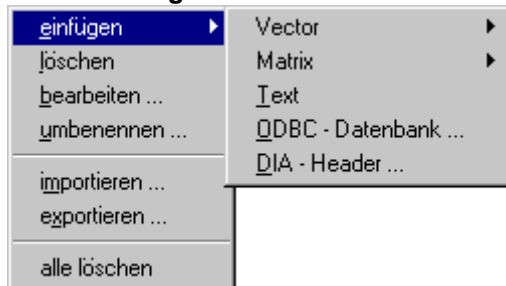 einfügen
löschen
bearbeiten ...
umbenennen ...
importieren ...
exportieren ...
alle löschen
Vector
Matrix
Text
ODBC - Datenbank ...
DIA - Header ...